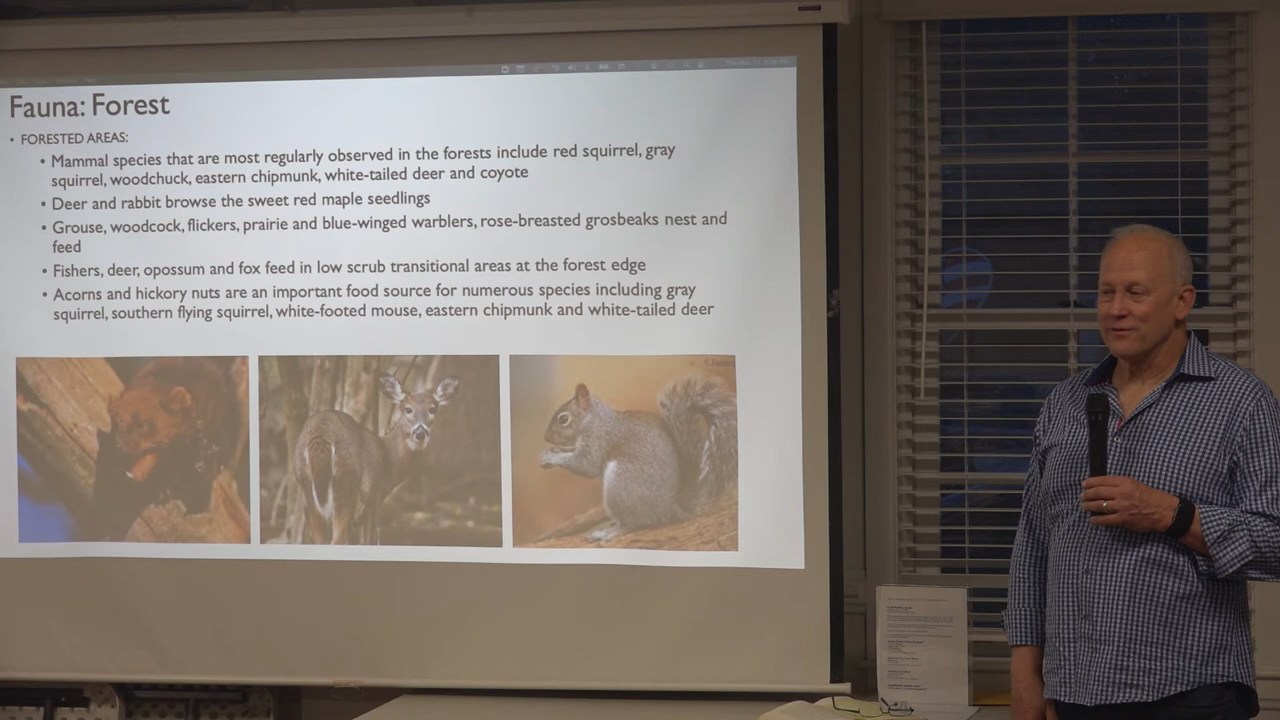 Fauna: Forest
• FORESTED AREAS:
• Mammal species that are most regularly observed in the forests include red squirrel, gray
squirrel, woodchuck, eastern chipmunk, white-tailed deer and coyote
• Deer and rabbit browse the sweet red maple seedlings
• Grouse, woodcock, flickers, prairie and blue-winged warblers, rose-breasted grosbeaks nest and
feed
• Fishers, deer, opossum and fox feed in low scrub transitional areas at the forest edge
• Acorns and hickory nuts are an important food source for numerous species including gray
squirrel, southern flying squirrel, white-footed mouse, eastern chipmunk and white-tailed deer